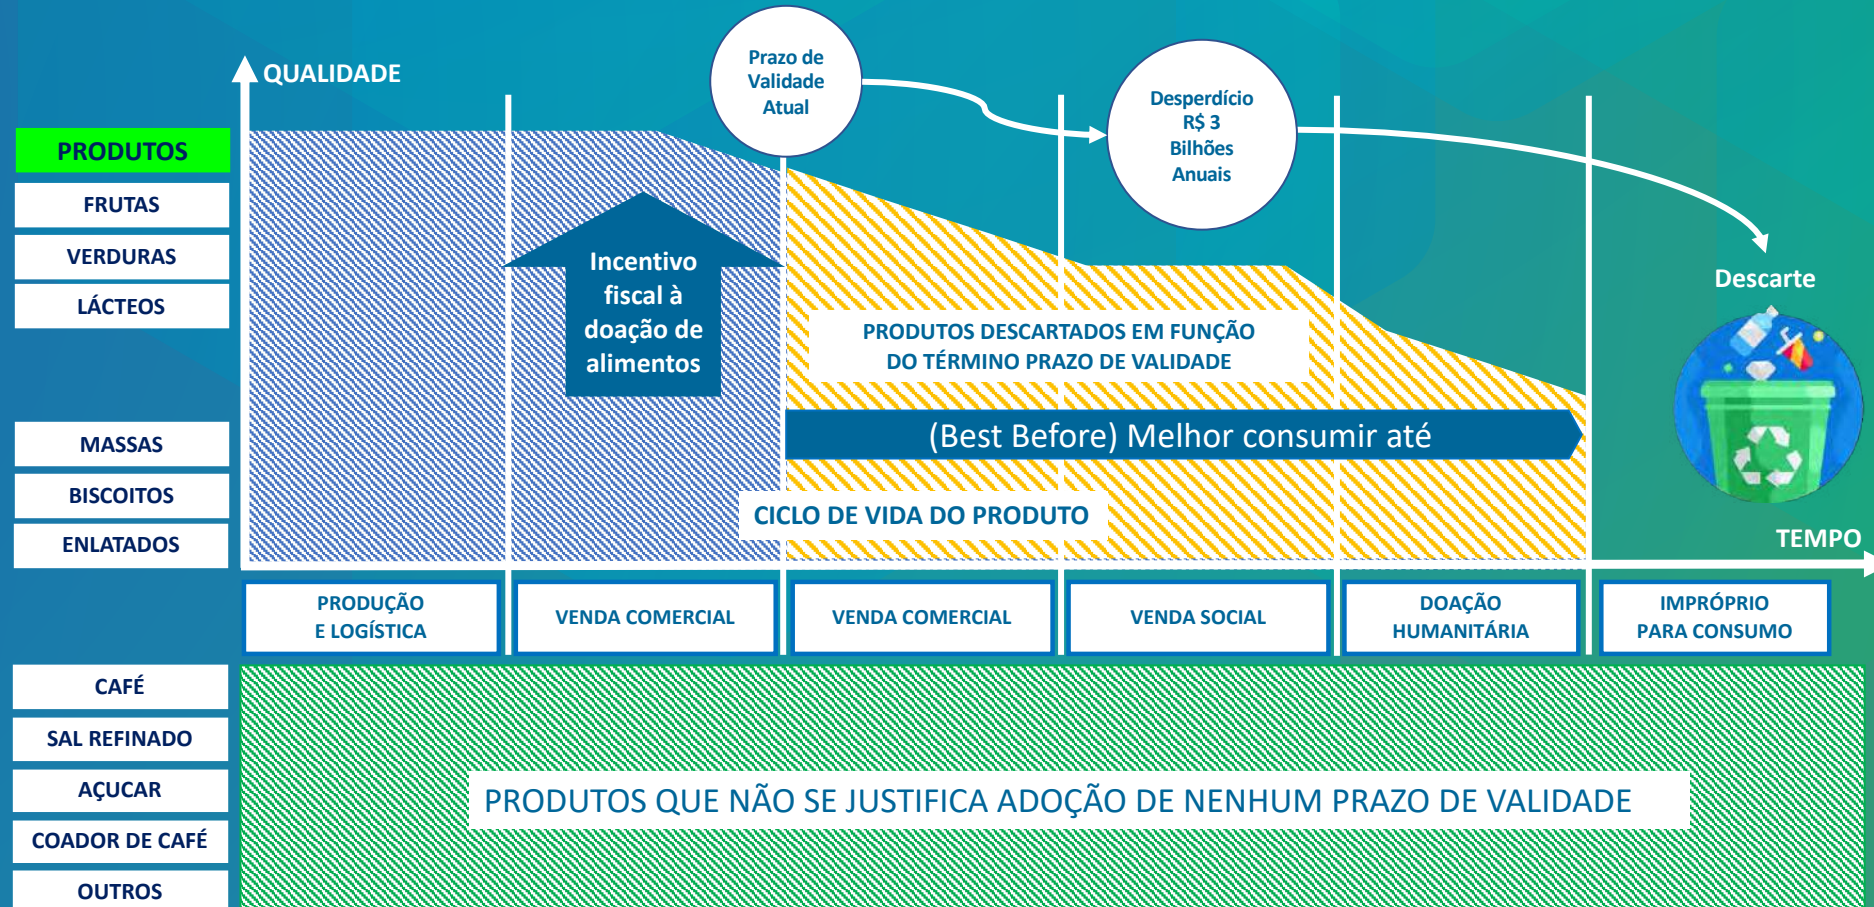 QUALIDADE
Prazo de
Validade
Atual
Desperdício
R$ 3
Bilhões
Anuais
PRODUTOS
FRUTAS
VERDURAS
LÁCTEOS
MASSAS
BISCOITOS
ENLATADOS
Incentivo
fiscal à
doação de
alimentos
PRODUTOS DESCARTADOS EM FUNÇÃO
DO TÉRMINO PRAZO DE VALIDADE
(Best Before) Melhor consumir até
CICLO DE VIDA DO PRODUTO
Descarte
TEMPO
PRODUÇÃO
E LOGÍSTICA
VENDA COMERCIAL
VENDA COMERCIAL
VENDA SOCIAL
DOAÇÃO
HUMANITÁRIA
IMPRÓPRIO
PARA CONSUMO
CAFÉ
SAL REFINADO
AÇUCAR
COADOR DE CAFÉ
OUTROS
PRODUTOS QUE NÃO SE JUSTIFICA ADOÇÃO DE NENHUM PRAZO DE VALIDADE